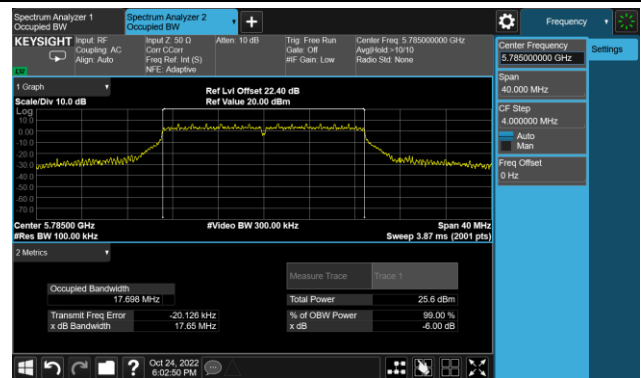 Spectrum Analyzer 1
Occupied BW
Spectrum Analyzer 2
Occupied BW
Frequency
KEYSIGHT
Input: RF
Coupling: AC
Align: Auto
Input Z: 50 Ω
Corr CCorr
Freq Ref: Int (S)
NFE: Adaptive
Atten: 10 dB
Trig: Free Run
Gate: Off
#IF Gain: Low
Center Freq: 5.785000000 GHz
Avg|Hold:>10/10
Radio Std: None
Center Frequency
5.785000000 GHz
Settings
Span
40.000 MHz
CF Step
4.000000 MHz
Auto
Man
Freq Offset
0 Hz
1 Graph
Scale/Div 10.0 dB
Ref Lvl Offset 22.40 dB
Ref Value 20.00 dBm
Log
10.0
0.00
-10.0
-20.0
-30.0
-40.0
-50.0
-60.0
-70.0
Center 5.78500 GHz
#Res BW 100.00 kHz
#Video BW 300.00 kHz
Span 40 MHz
Sweep 3.87 ms (2001 pts)
2 Metrics
Measure Trace
Trace 1
Occupied Bandwidth
17.698 MHz
Total Power
25.6 dBm
Transmit Freq Error
-20.126 kHz
% of OBW Power
99.00 %
x dB Bandwidth
17.65 MHz
x dB
-6.00 dB
?
Oct 24, 2022
6:02:50 PM